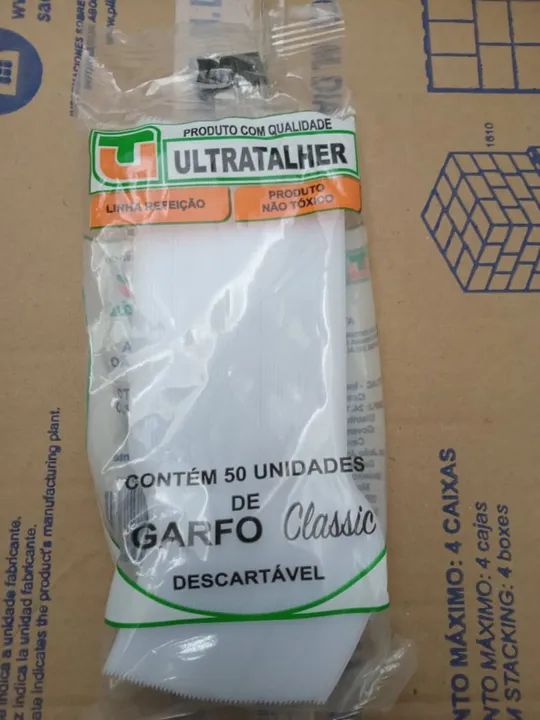 PRODUTO COM QUALIDADE
ULTRATALHER
LINHA REFEIÇÃO
PRODUTO
NÃO TÓXICO
CONTÉM 50 UNIDADES
DE
GARFO Classic
DESCARTÁVEL
1610
NTO MÁXIMO: 4 CAIXAS
NTO MÁXIMO: 4 cajas
M STACKING: 4 boxes
indica a unidade fabricante.
indica la unidad fabricante.
te indicates the product's manufacturing plant.